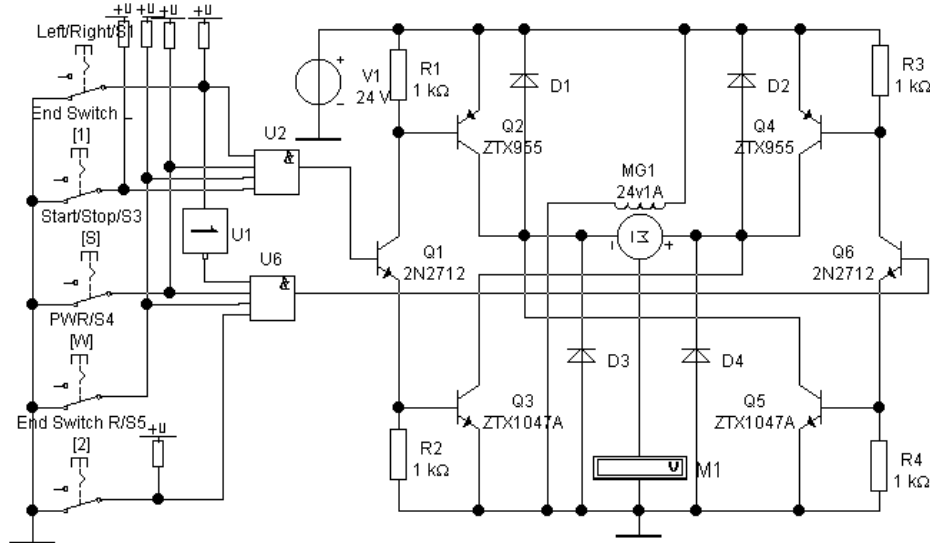 +u +u +u +u
Left/Right/S1
End Switch
[1]
Start/Stop/S3
[S]
PWR/S4
[W]
End Switch R/S5
[2]
+u
U2
&
1
U1
U6
&
V1
24 V
+
−
R1
1 kΩ
Q2
ZTX955
D1
D2
Q4
ZTX955
R3
1 kΩ
MG1
24v1A
+
Q1
2N2712
Q6
2N2712
D3
D4
Q3
ZTX1047A
Q5
ZTX1047A
R2
1 kΩ
R4
1 kΩ
V
M1